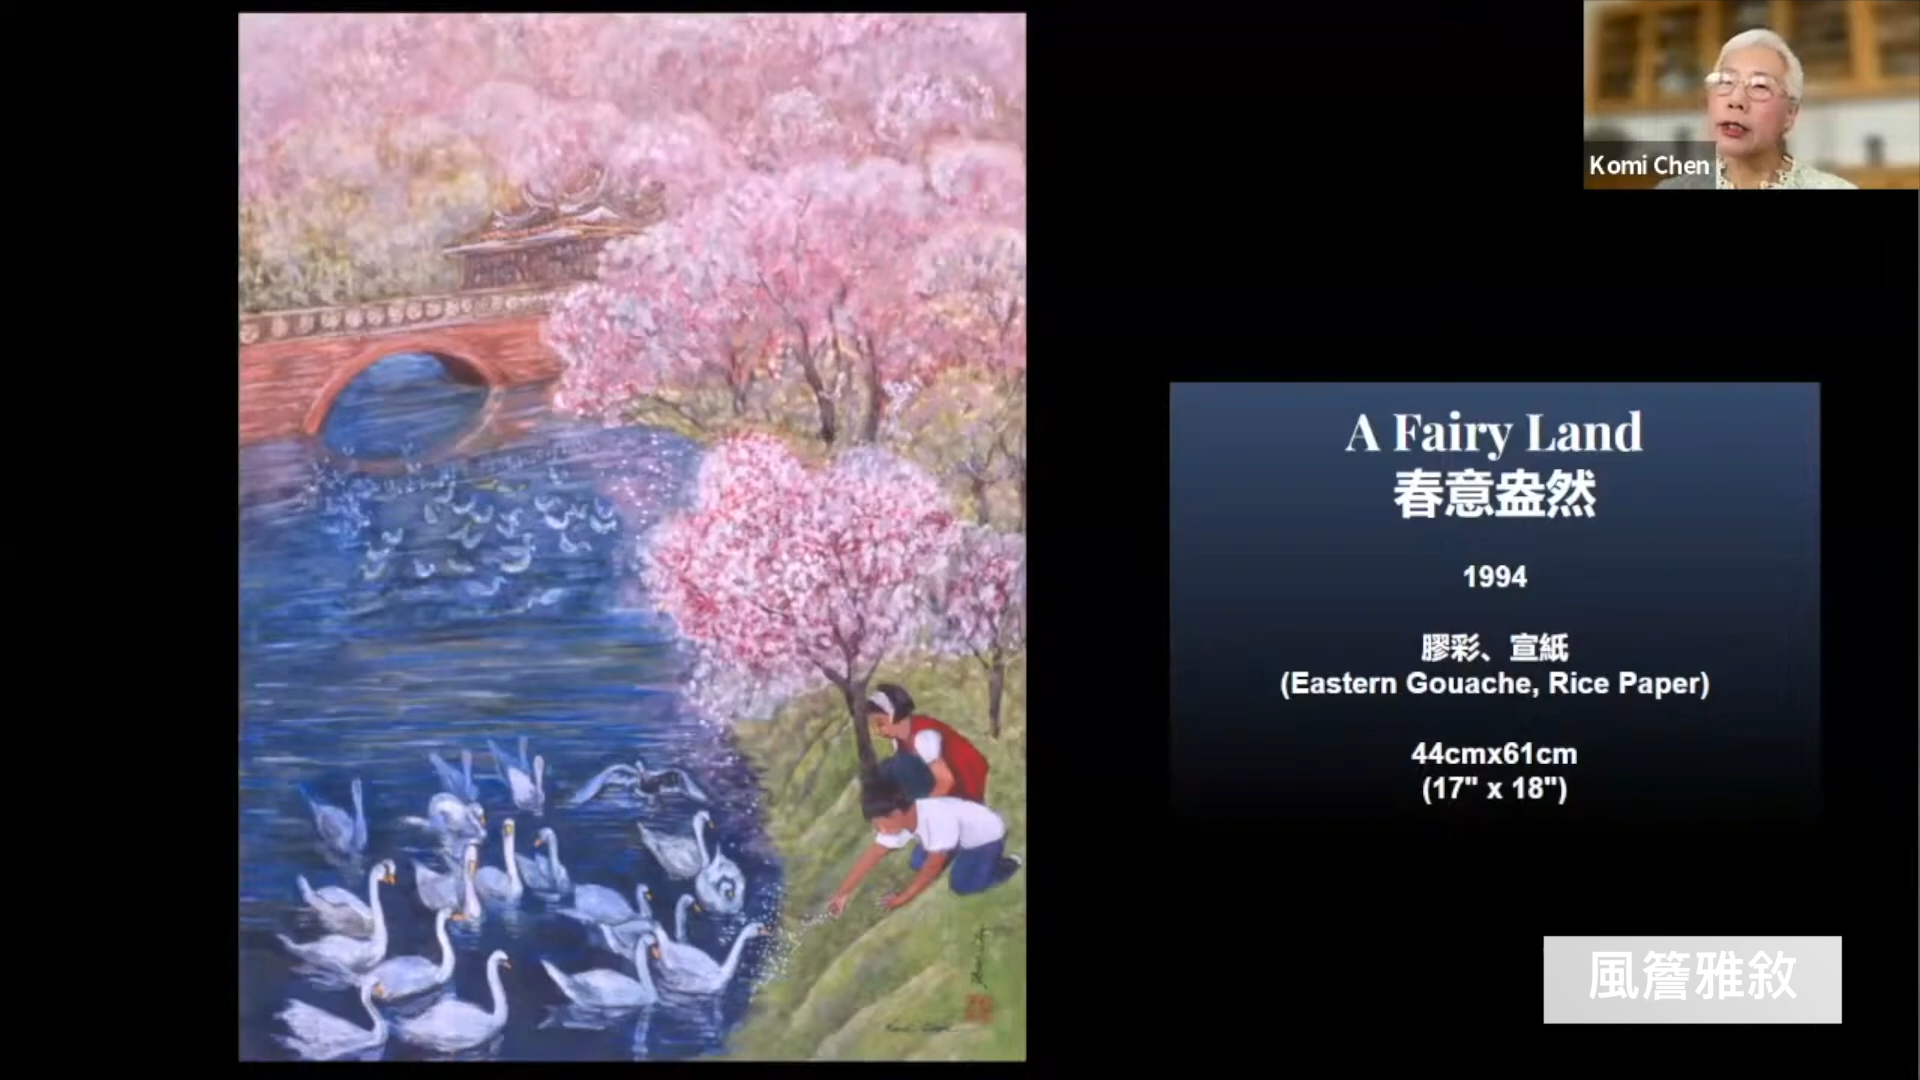 Komi Chen
A Fairy Land
春意盎然
1994
膠彩、宣紙
(Eastern Gouache, Rice Paper)
44cmx61cm
(17" x 18")
風簷雅敘